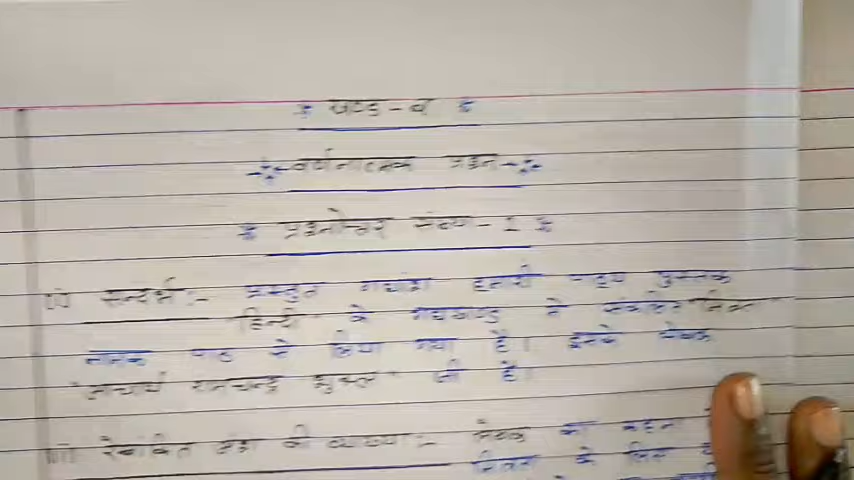 * खण्ड - ब *
वर्णनात्मक प्रश्न
* प्रश्नोत्तर संख्या - 1 *
(i) सन्दर्भ :- प्रस्तुत गद्यांश हमारी पाठ्य पुस्तक
हिन्दी के गद्यखण्ड में संकलित मित्रता
नामक पाठ से लिया गया है। इसके लेखक
"आचार्य रामचन्द्र शुक्ल" जी हैं
(ii) रेखांकित अंश की व्याख्या :- लेखक का कहना
के लिए